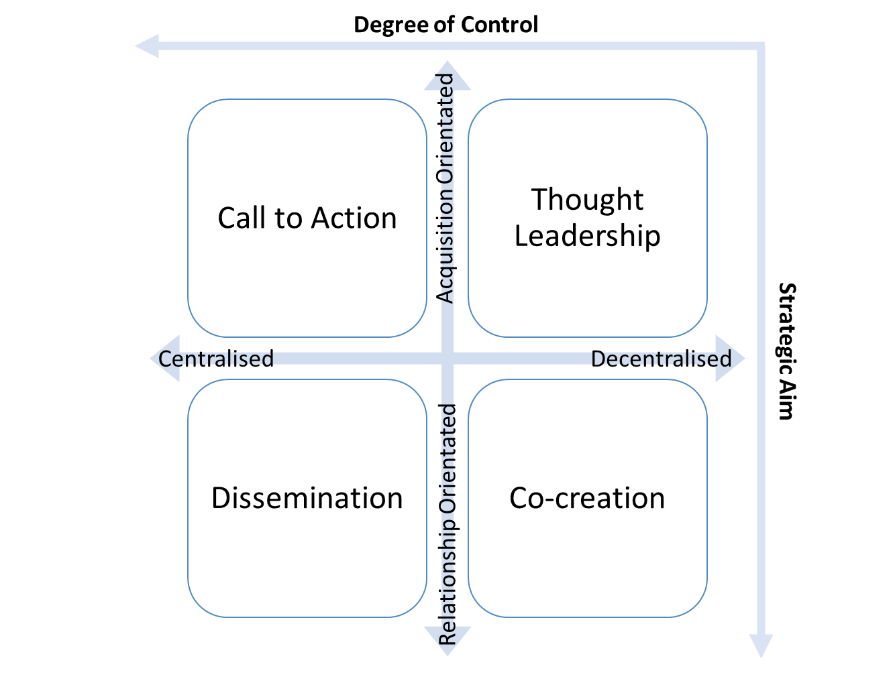 Degree of Control
Acquisition Orientated
Call to Action
Thought
Leadership
Centralised
Decentralised
Strategic Aim
Relationship Orientated
Dissemination
Co-creation